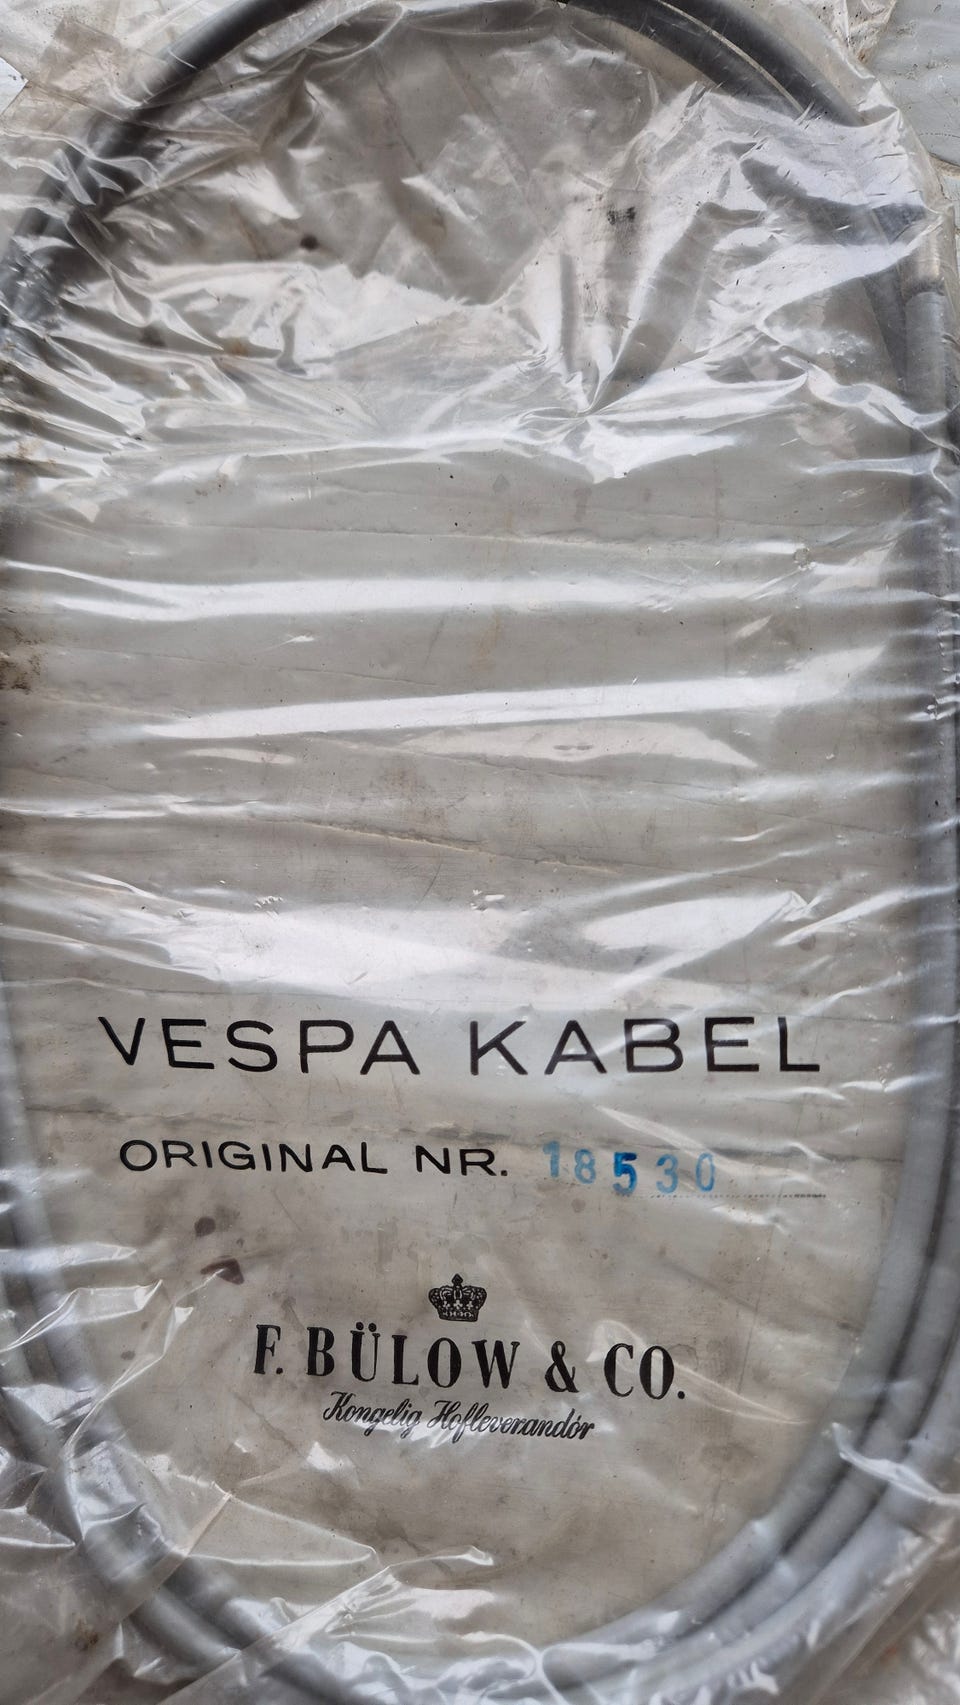 VESPA KABEL
ORIGINAL NR. 18530
F. BÜLOW & CO.
Kongelig Hofleverandør